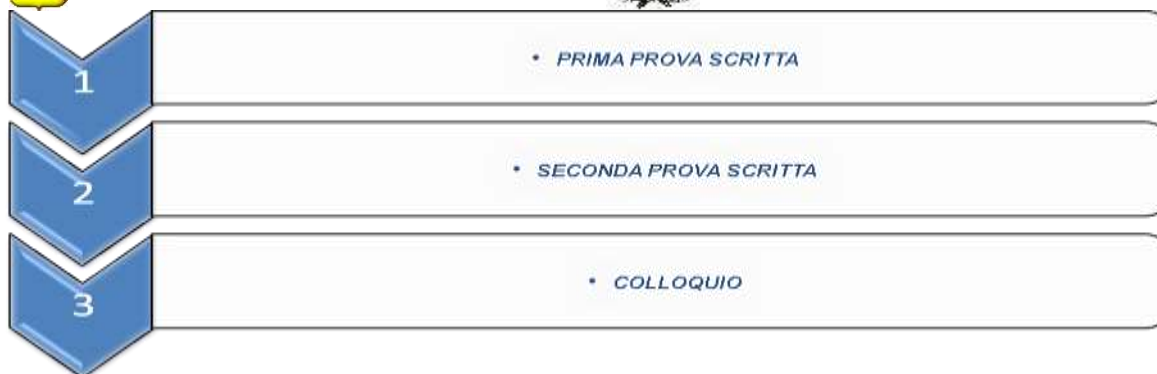 1
• PRIMA PROVA SCRITTA
2
• SECONDA PROVA SCRITTA
3
• COLLOQUIO